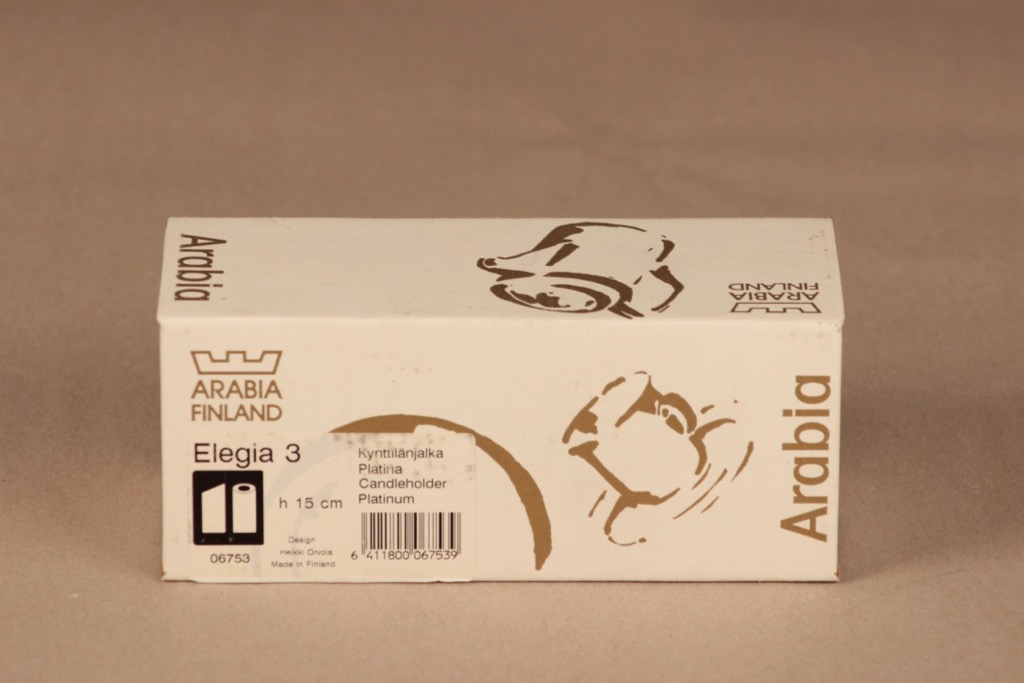 Arabia
ARABIA
FINLAND
ARABIA
FINLAND
Arabia
Elegia 3
h 15 cm
06753
Design
Heikki Orvola
Made in Finland
Kynttilänjalka
Platina
Candleholder
Platinum
6 411800 067539